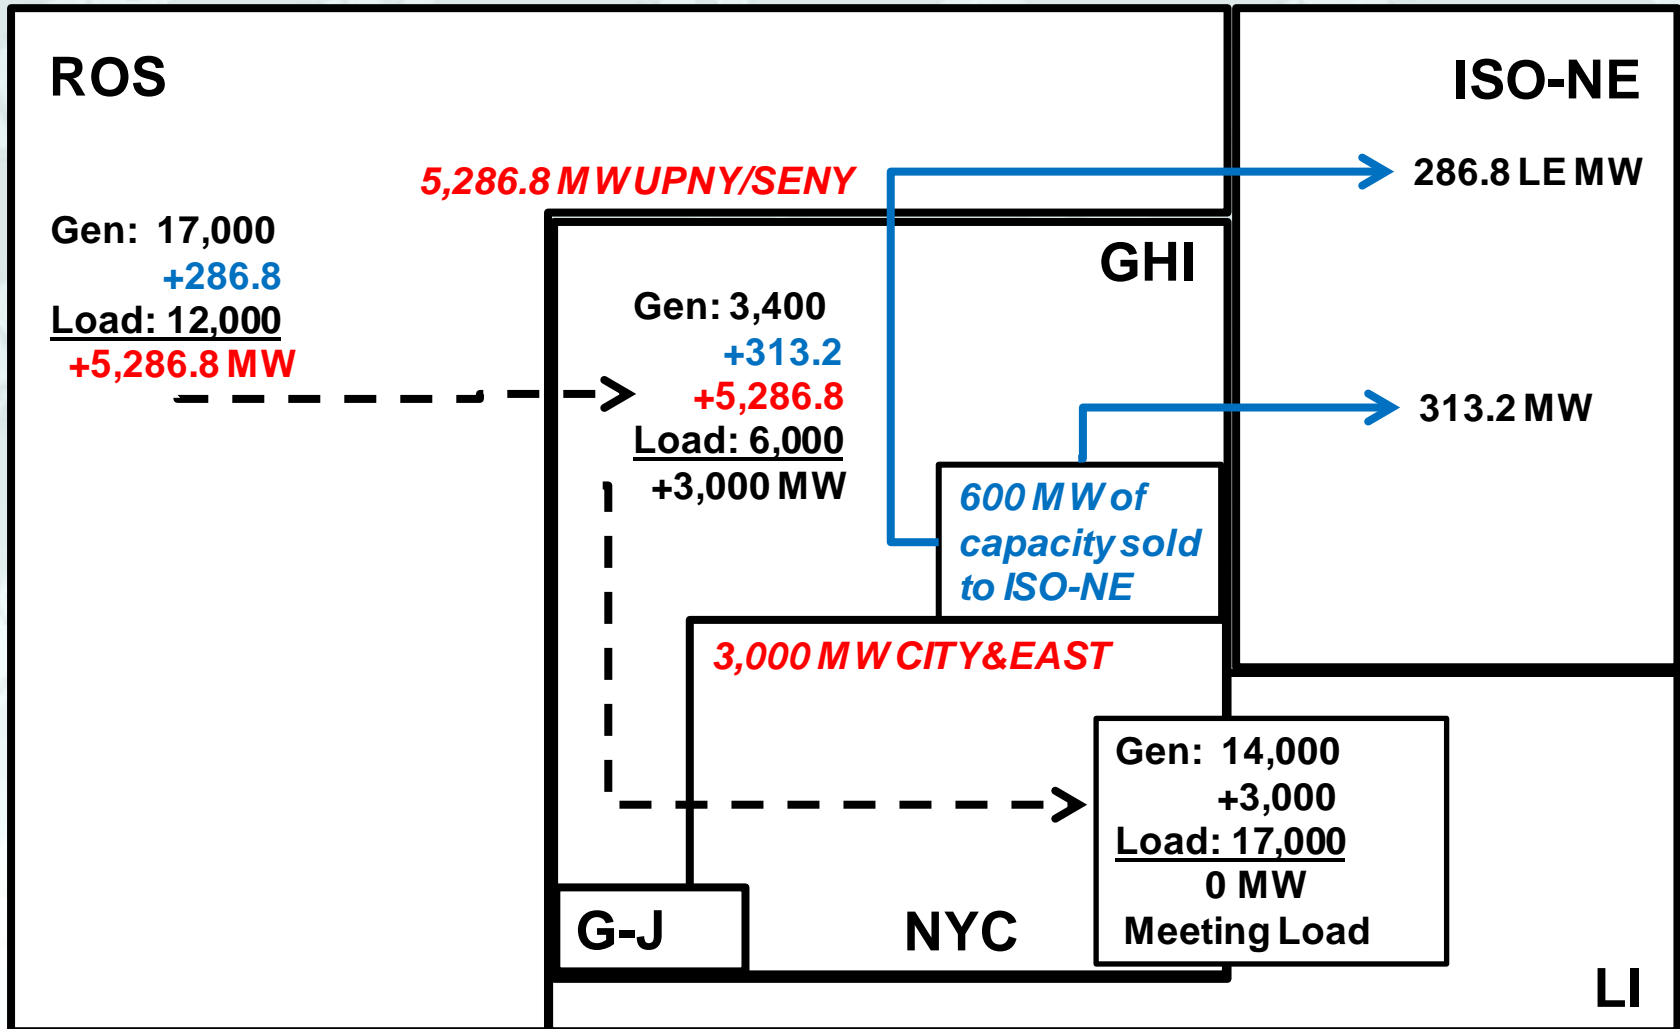 ROS
ISO-NE
5,286.8 MW UPNY/SENY
286.8 LE MW
Gen: 17,000
+286.8
Load: 12,000
+5,286.8 MW
GHI
Gen: 3,400
+313.2
+5,286.8
Load: 6,000
+3,000 MW
313.2 MW
600 MW of
capacity sold
to ISO-NE
3,000 MW CITY&EAST
Gen: 14,000
+3,000
Load: 17,000
0 MW
Meeting Load
G-J
NYC
LI